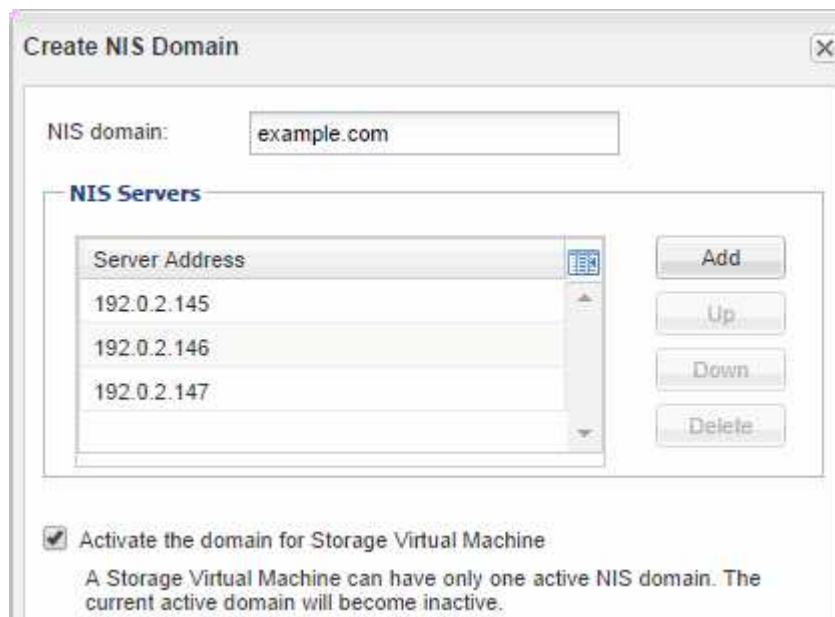 Create NIS Domain
NIS domain: example.com
NIS Servers
Server Address
192.0.2.145
192.0.2.146
192.0.2.147
Add
Up
Down
Delete
Activate the domain for Storage Virtual Machine
A Storage Virtual Machine can have only one active NIS domain. The
current active domain will become inactive.